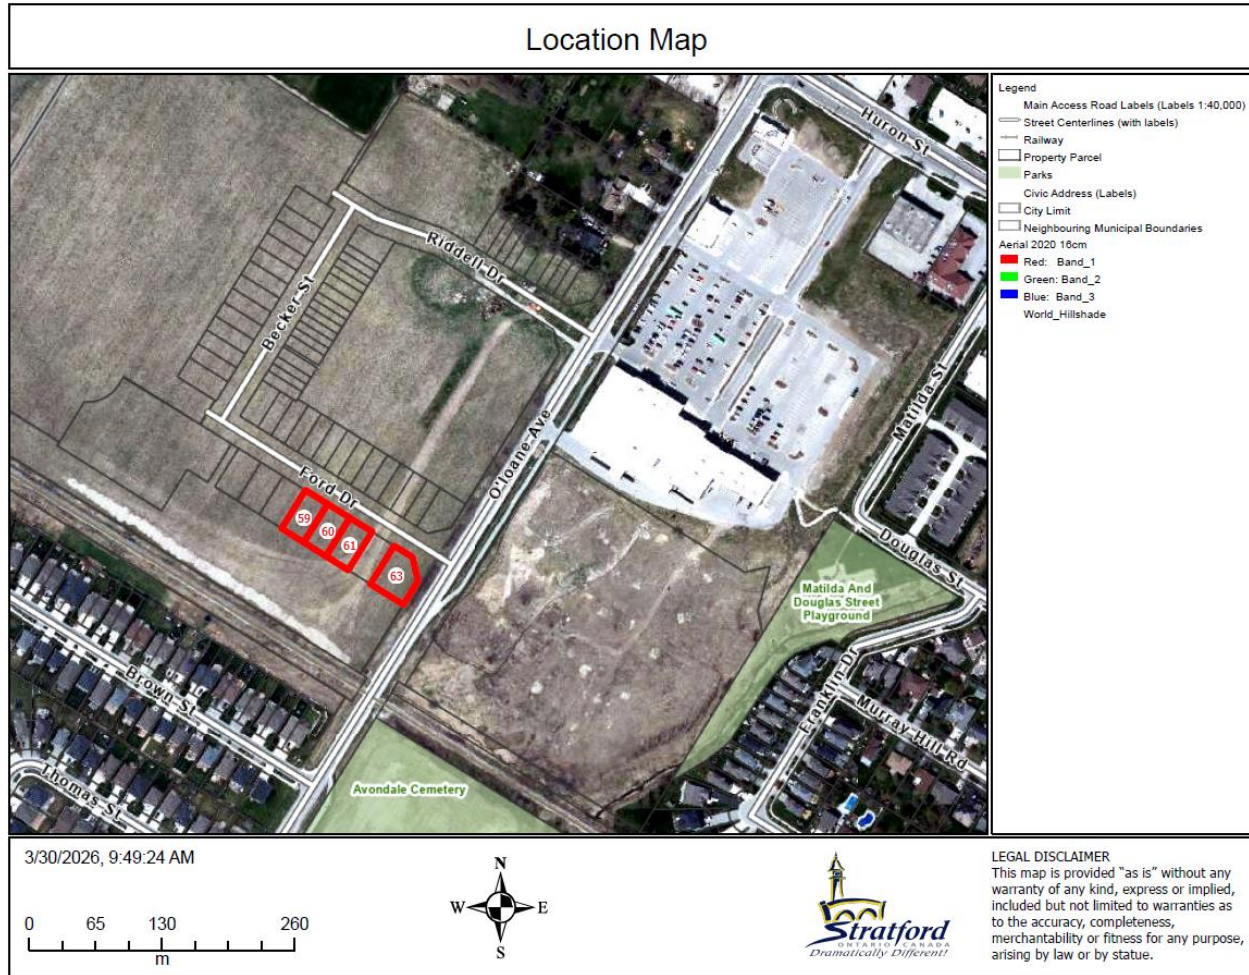 Location Map
Huron St
Riddell Dr
Becker St
Matilda St
O'loane Ave
Ford Dr
59
60
61
63
Douglas St
Matilda And
Douglas Street
Playground
Franklin Dr
Murray Hill Rd
Brown St
Thomas St
Avondale Cemetery
Legend
Main Access Road Labels (Labels 1:40,000)
Street Centerlines (with labels)
Railway
Property Parcel
Parks
Civic Address (Labels)
City Limit
Neighbouring Municipal Boundaries
Aerial 2020 16cm
Red: Band_1
Green: Band_2
Blue: Band_3
World_Hillshade
3/30/2026, 9:49:24 AM
0 65 130 260
m
N
W E
S
Stratford
ONTARIO CANADA
Dramatically Different!
LEGAL DISCLAIMER
This map is provided "as is" without any
warranty of any kind, express or implied,
included but not limited to warranties as
to the accuracy, completeness,
merchantability or fitness for any purpose,
arising by law or by statue.